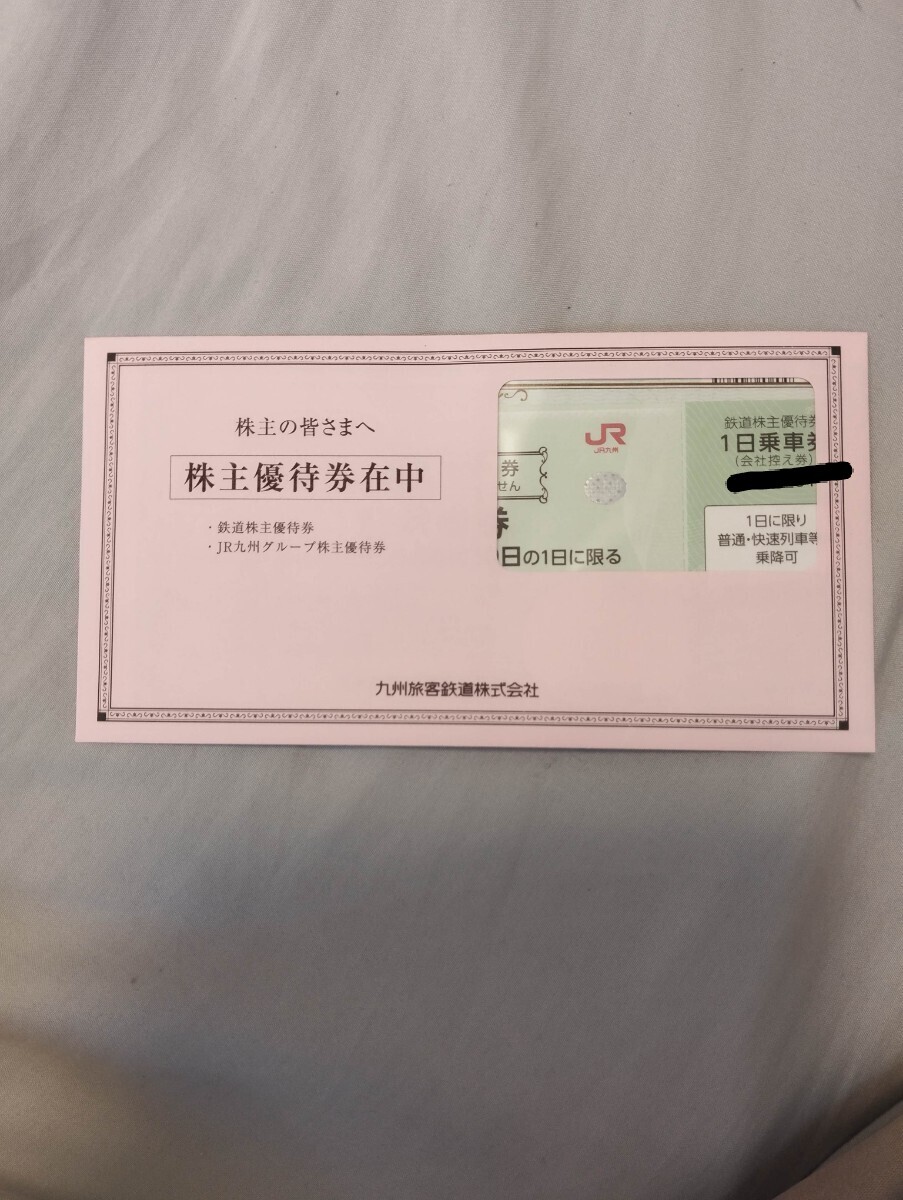 株主の皆さまへ
株主優待券在中
・鉄道株主優待券
・JR九州グループ株主優待券
券
せん
券
日の1日に限る
JR
JR九州
鉄道株主優待券
1日乗車券
(会社控え券)
1日に限り
普通・快速列車等
乗降可
九州旅客鉄道株式会社